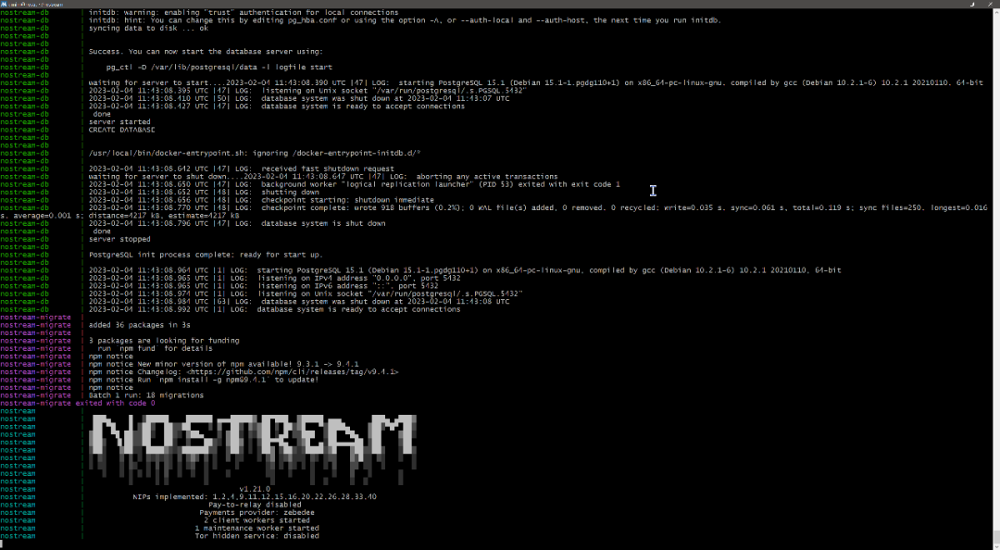 nostream-db | initdb: warning: enabling "trust" authentication for local connections
nostream-db | initdb: hint: You can change this by editing pg_hba.conf or using the option -A, or --auth-local and --auth-host, the next time you run initdb.
nostream-db | syncing data to disk ... ok
nostream-db |
nostream-db |
nostream-db | Success. You can now start the database server using:
nostream-db |
nostream-db | pg_ctl -D /var/lib/postgresql/data -l logfile start
nostream-db |
nostream-db | waiting for server to start....2023-02-04 11:43:08.390 UTC [47] LOG:  starting PostgreSQL 15.1 (Debian 15.1-1.pgdg110+1) on x86_64-pc-linux-gnu, compiled by gcc (Debian 10.2.1-6) 10.2.1 20210110, 64-bit
nostream-db | 2023-02-04 11:43:08.395 UTC [47] LOG:  listening on Unix socket "/var/run/postgresql/.s.PGSQL.5432"
nostream-db | 2023-02-04 11:43:08.410 UTC [50] LOG:  database system was shut down at 2023-02-04 11:43:07 UTC
nostream-db | 2023-02-04 11:43:08.427 UTC [47] LOG:  database system is ready to accept connections
nostream-db | done
nostream-db | server started
nostream-db | CREATE DATABASE
nostream-db |
nostream-db |
nostream-db | /usr/local/bin/docker-entrypoint.sh: ignoring /docker-entrypoint-initdb.d/*
nostream-db |
nostream-db | 2023-02-04 11:43:08.642 UTC [47] LOG:  received fast shutdown request
nostream-db | waiting for server to shut down....2023-02-04 11:43:08.647 UTC [47] LOG:  aborting any active transactions
nostream-db | 2023-02-04 11:43:08.650 UTC [47] LOG:  background worker "logical replication launcher" (PID 53) exited with exit code 1
nostream-db | 2023-02-04 11:43:08.652 UTC [48] LOG:  shutting down
nostream-db | 2023-02-04 11:43:08.656 UTC [48] LOG:  checkpoint starting: shutdown immediate
nostream-db | 2023-02-04 11:43:08.770 UTC [48] LOG:  checkpoint complete: wrote 918 buffers (0.2%); 0 WAL file(s) added, 0 removed, 0 recycled; write=0.035 s, sync=0.061 s, total=0.119 s; sync files=250, longest=0.016
s, average=0.001 s; distance=4217 kB, estimate=4217 kB
nostream-db | 2023-02-04 11:43:08.796 UTC [47] LOG:  database system is shut down
nostream-db | done
nostream-db | server stopped
nostream-db |
nostream-db | PostgreSQL init process complete; ready for start up.
nostream-db |
nostream-db | 2023-02-04 11:43:08.964 UTC [1] LOG:  starting PostgreSQL 15.1 (Debian 15.1-1.pgdg110+1) on x86_64-pc-linux-gnu, compiled by gcc (Debian 10.2.1-6) 10.2.1 20210110, 64-bit
nostream-db | 2023-02-04 11:43:08.965 UTC [1] LOG:  listening on IPv4 address "0.0.0.0", port 5432
nostream-db | 2023-02-04 11:43:08.965 UTC [1] LOG:  listening on IPv6 address "::", port 5432
nostream-db | 2023-02-04 11:43:08.974 UTC [1] LOG:  listening on Unix socket "/var/run/postgresql/.s.PGSQL.5432"
nostream-db | 2023-02-04 11:43:08.984 UTC [63] LOG:  database system was shut down at 2023-02-04 11:43:08 UTC
nostream-db | 2023-02-04 11:43:08.992 UTC [1] LOG:  database system is ready to accept connections
nostream-migrate |
nostream-migrate | added 36 packages in 3s
nostream-migrate |
nostream-migrate | 3 packages are looking for funding
nostream-migrate | run `npm fund` for details
nostream-migrate | npm notice
nostream-migrate | npm notice New minor version of npm available! 9.3.1 -> 9.4.1
nostream-migrate | npm notice Changelog: <https://github.com/npm/cli/releases/tag/v9.4.1>
nostream-migrate | npm notice Run `npm install -g npm@9.4.1` to update!
nostream-migrate | npm notice
nostream-migrate | Batch 1 run: 18 migrations
nostream-migrate exited with code 0
nostream |
nostream
nostream
nostream
nostream NOSTREAM
nostream
nostream
nostream
nostream
nostream
nostream | v1.21.0
nostream | NIPs implemented: 1,2,4,9,11,12,15,16,20,22,26,28,33,40
nostream | Pay-to-relay disabled
nostream | Payments provider: zebedee
nostream | 2 client workers started
nostream | 1 maintenance worker started
nostream | Tor hidden service: disabled